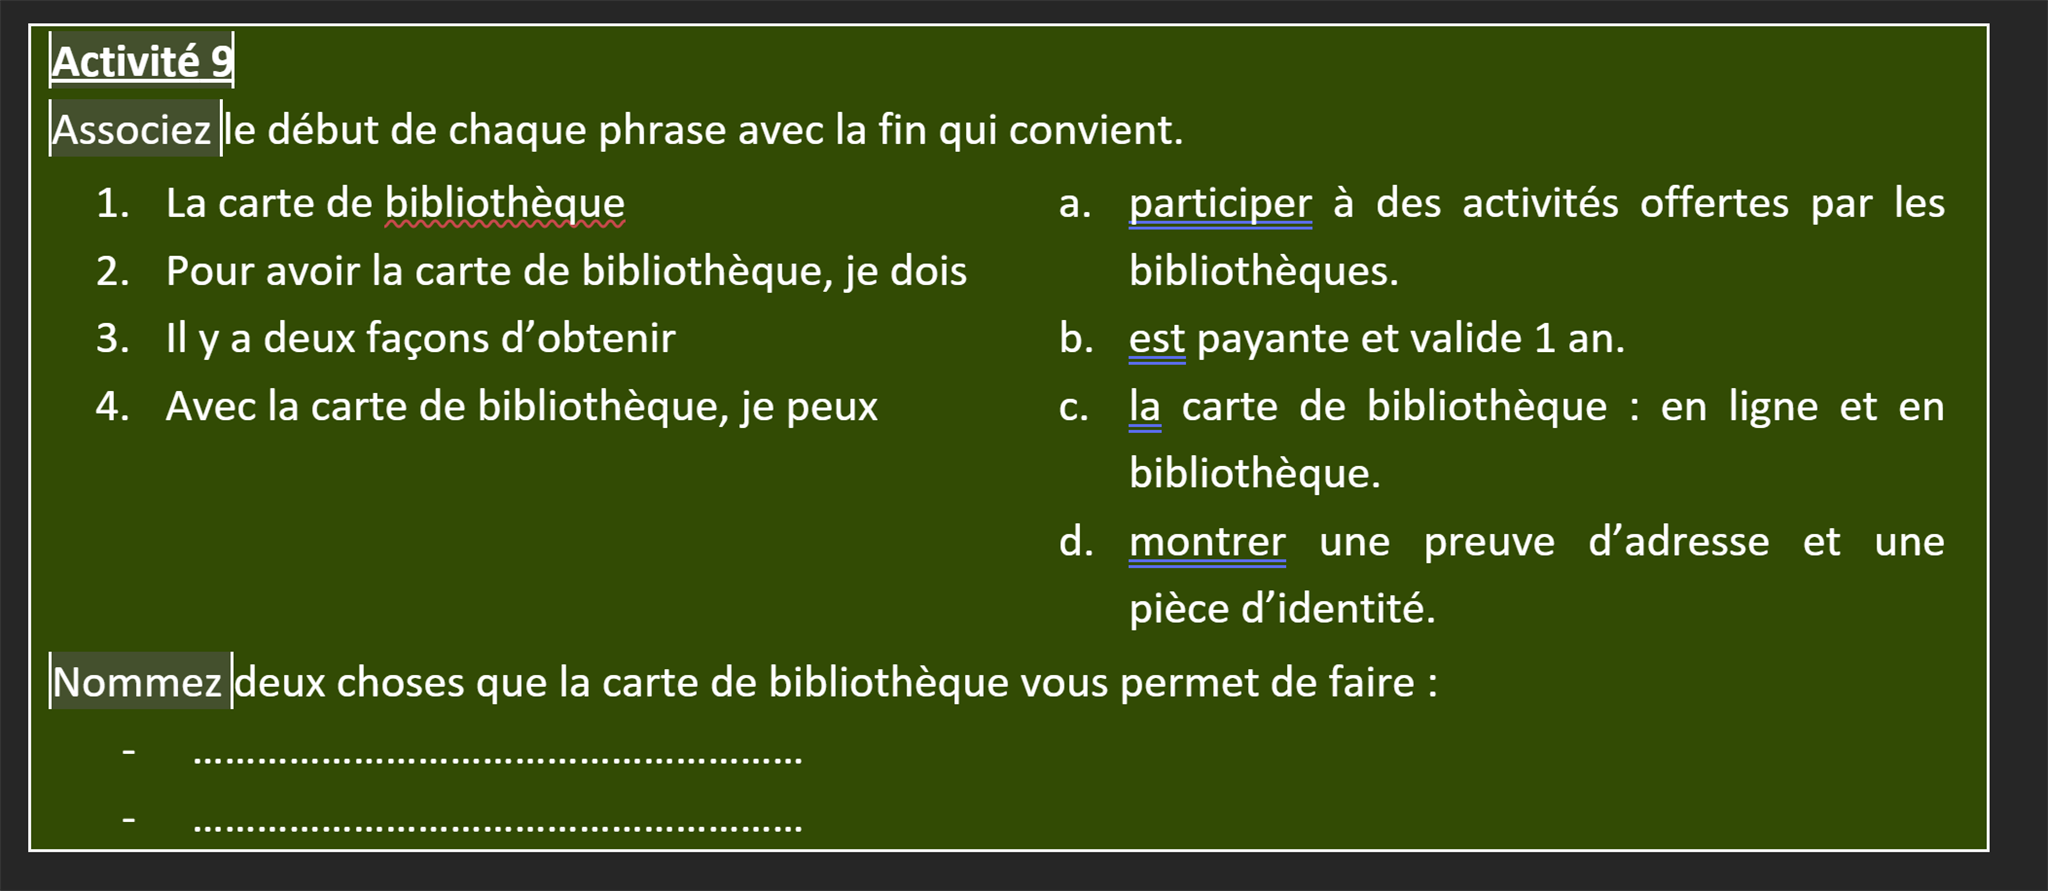 Activité 9
Associez le début de chaque phrase avec la fin qui convient.
1. La carte de bibliothèque
2. Pour avoir la carte de bibliothèque, je dois
3. Il y a deux façons d’obtenir
4. Avec la carte de bibliothèque, je peux
a. participer à des activités offertes par les
bibliothèques.
b. est payante et valide 1 an.
c. la carte de bibliothèque : en ligne et en
bibliothèque.
d. montrer une preuve d’adresse et une
pièce d’identité.
Nommez deux choses que la carte de bibliothèque vous permet de faire :
- ………………………………………………
- ………………………………………………